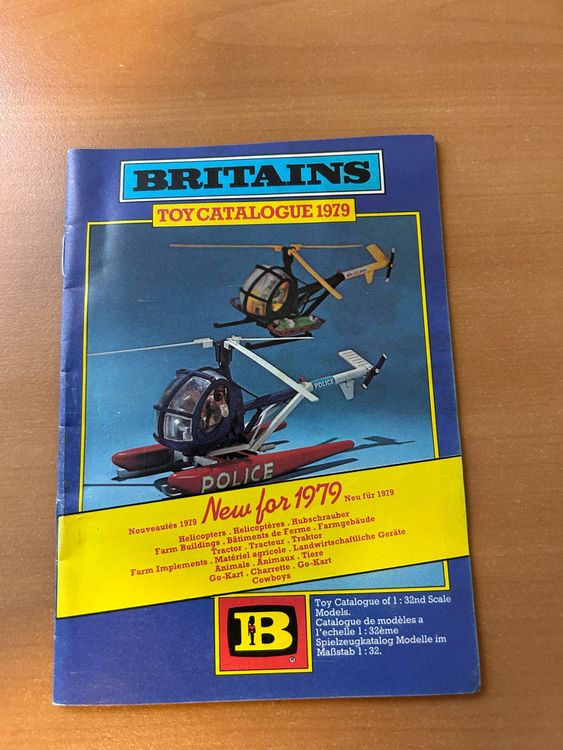 BRITAINS
TOY CATALOGUE 1979
POLICE
POLICE
Nouveautés 1979 New for 1979 Neu für 1979
Helicopters . Helicoptères . Hubschrauber
Farm Buildings . Bâtiments de Ferme . Farmgebäude
Tractor . Tracteur . Traktor
Farm Implements . Matériel agricole . Landwirtschaftliche Geräte
Animals . Animaux . Tiere
Go-Kart . Charrette . Go-Kart
Cowboys
B
®
Toy Catalogue of 1 : 32nd Scale
Models.
Catalogue de modèles a
l'echelle 1 : 32ème
Spielzeugkatalog Modelle im
Maßstab 1 : 32.